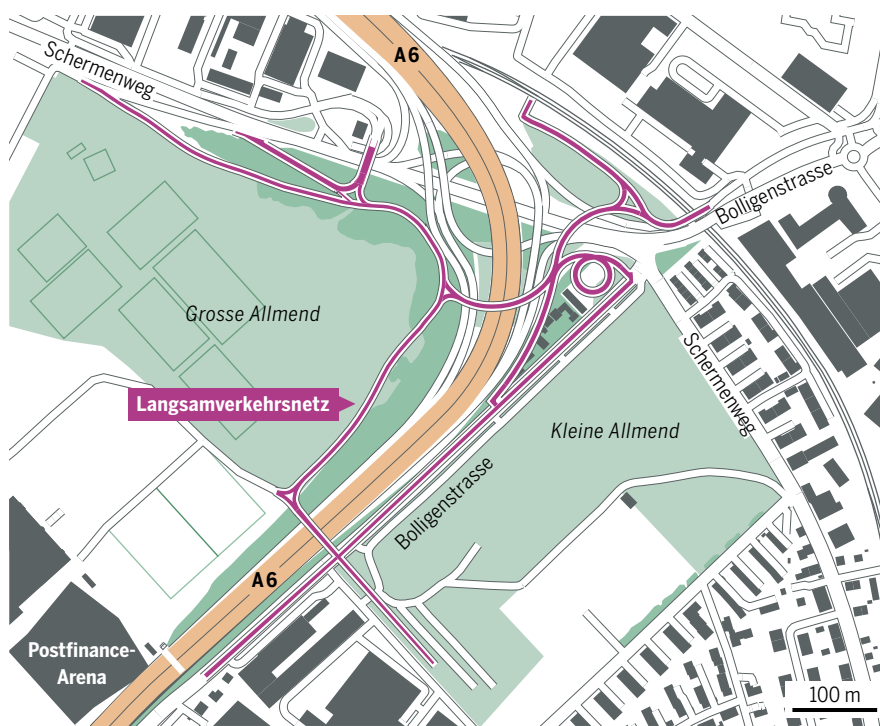 A6
Schermenweg
Bolligenstrasse
Grosse Allmend
Schermenweg
Langsamverkehrsnetz
Kleine Allmend
Bolligenstrasse
A6
Postfinance-
Arena
100 m